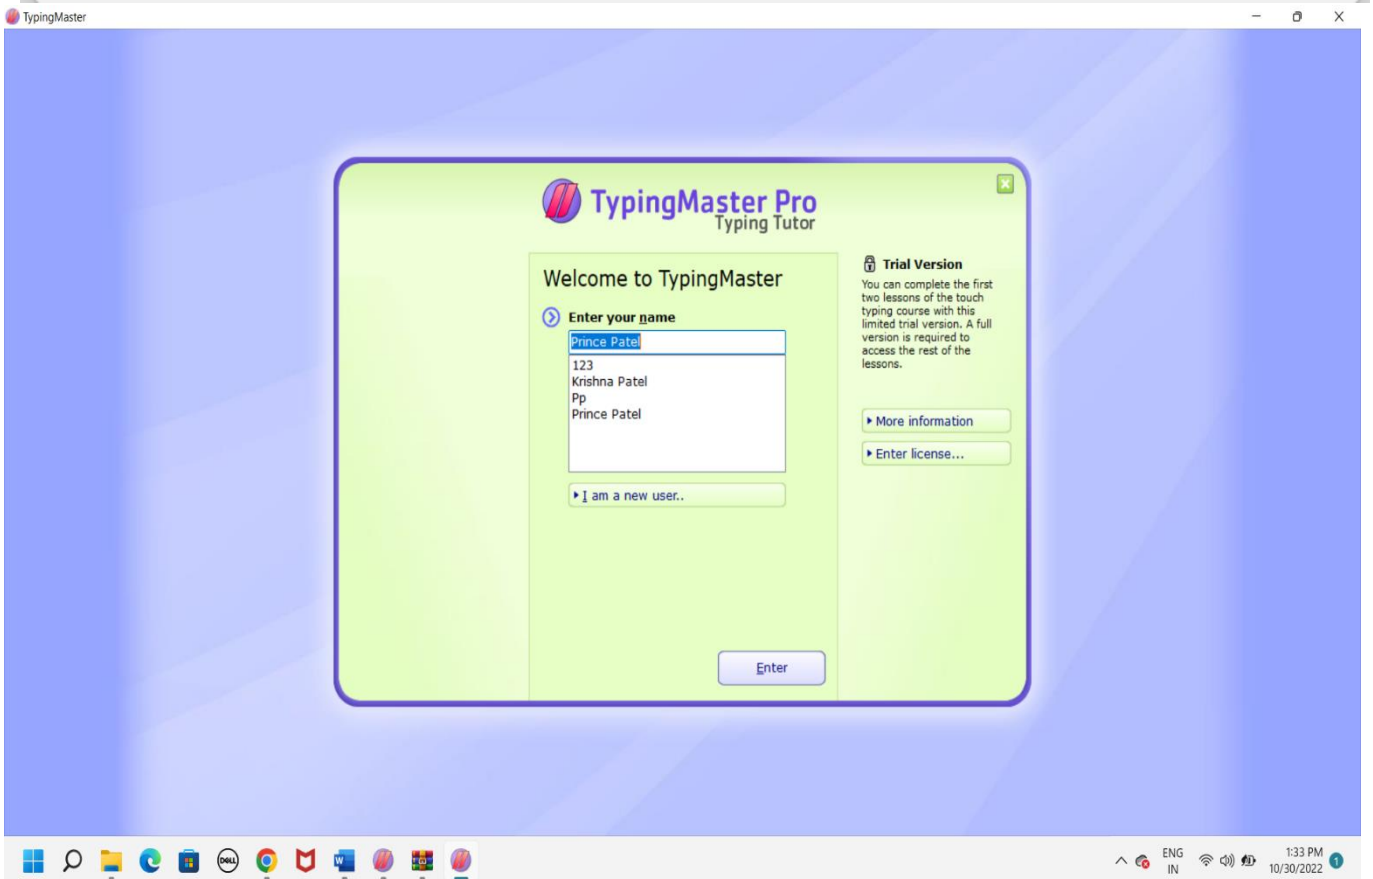 TypingMaster
TypingMaster Pro
Typing Tutor
Welcome to TypingMaster
Enter your name
Prince Patel
123
Krishna Patel
Pp
Prince Patel
I am a new user..
Enter
Trial Version
You can complete the first
two lessons of the touch
typing course with this
limited trial version. A full
version is required to
access the rest of the
lessons.
More information
Enter license...
DELL
W
ENG
IN
1:33 PM
10/30/2022
1